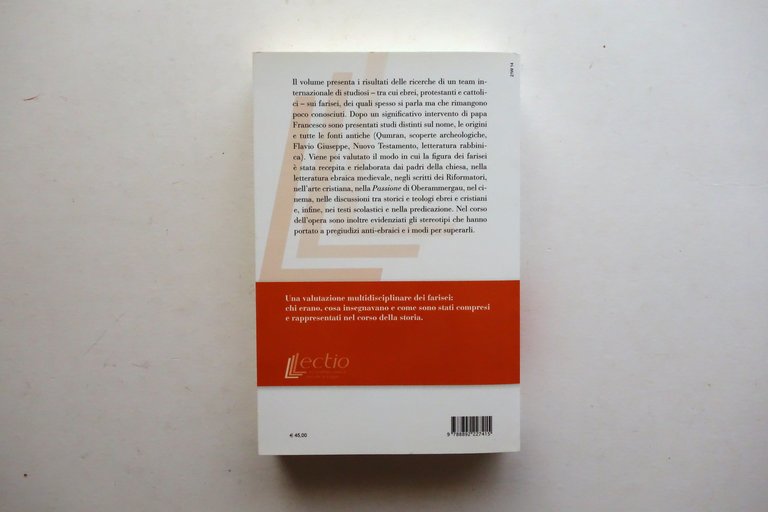 21W 14
Il volume presenta i risultati delle ricerche di un team in-
ternazionale di studiosi – tra cui ebrei, protestanti e cattoli-
ci – sui farisei, dei quali spesso si parla ma che rimangono
poco conosciuti. Dopo un significativo intervento di papa
Francesco sono presentati studi distinti sul nome, le origini
e tutte le fonti antiche (Qumran, scoperte archeologiche,
Flavio Giuseppe, Nuovo Testamento, letteratura rabbini-
ca). Viene poi valutato il modo in cui la figura dei farisei
è stata recepita e rielaborata dai padri della chiesa, nella
letteratura ebraica medievale, negli scritti dei Riformatori,
nell'arte cristiana, nella Passione di Oberammergau, nel ci-
nema, nelle discussioni tra storici e teologi ebrei e cristiani
e, infine, nei testi scolastici e nella predicazione. Nel corso
dell'opera sono inoltre evidenziati gli stereotipi che hanno
portato a pregiudizi anti-ebraici e i modi per superarli.
Una valutazione multidisciplinare dei farisei:
chi erano, cosa insegnavano e come sono stati compresi
e rappresentati nel corso della storia.
Lectio
€ 45,00
9 788892 227415